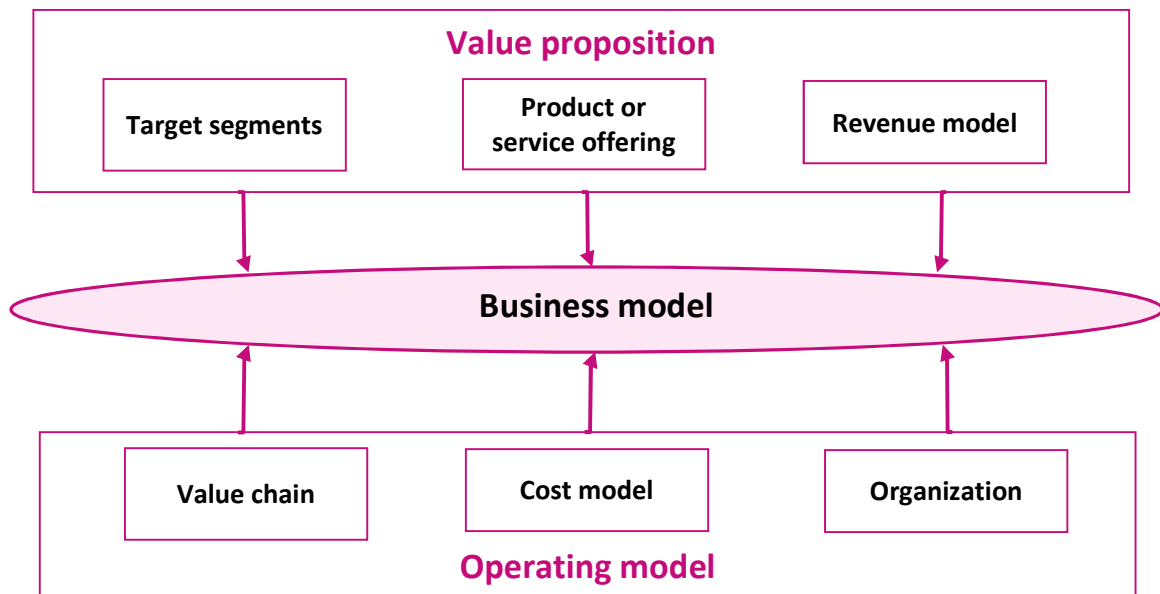 Value proposition
Target segments
Product or
service offering
Revenue model
Business model
Value chain
Cost model
Organization
Operating model